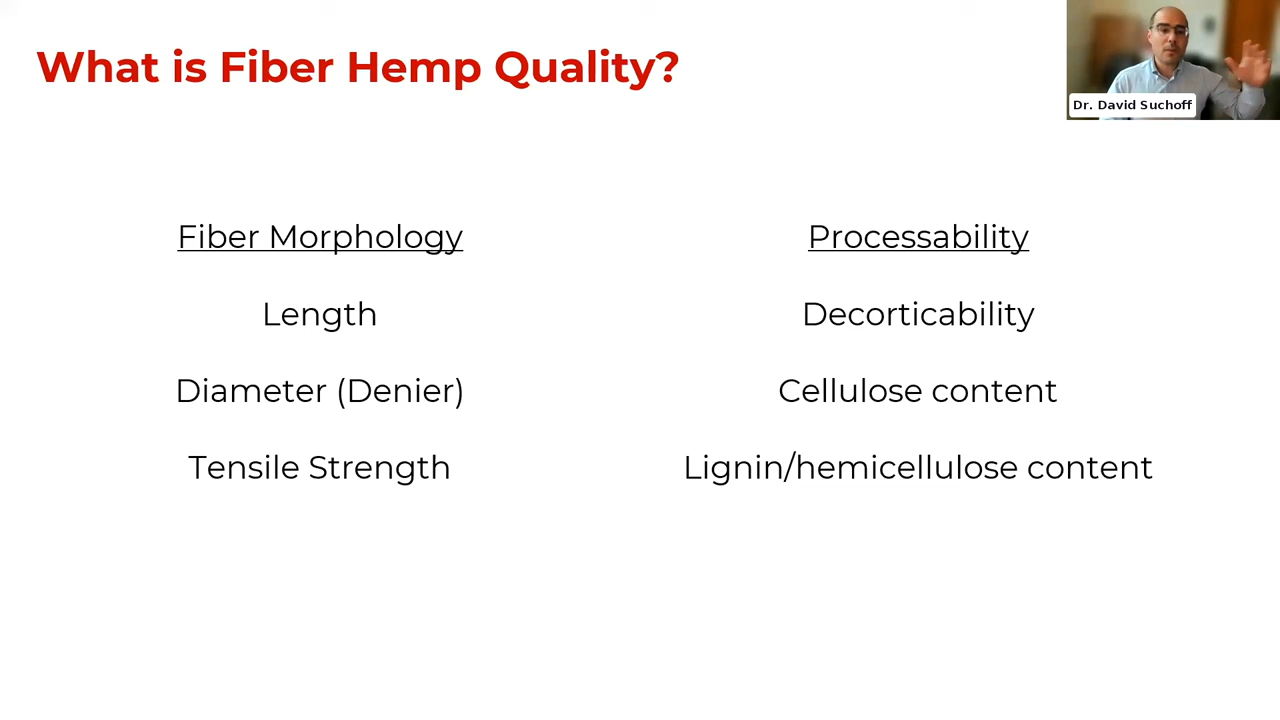 What is Fiber Hemp Quality?
Dr. David Suchoff
Fiber Morphology
Length
Diameter (Denier)
Tensile Strength
Processability
Decorticability
Cellulose content
Lignin/hemicellulose content